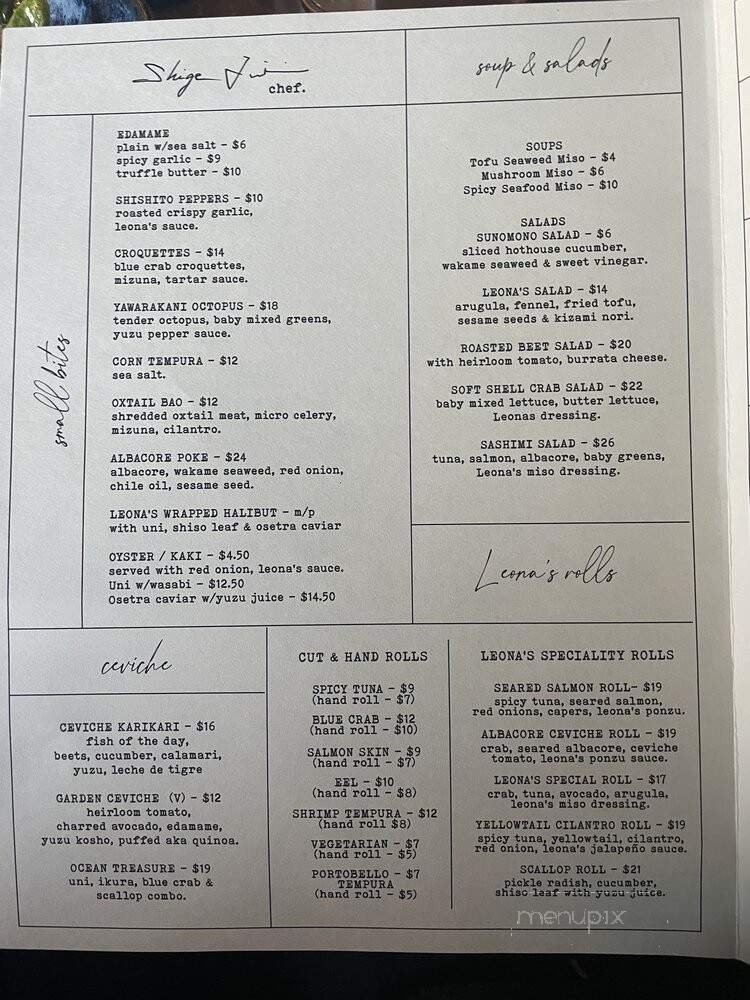 Shige
chef.
small bites
EDAMAME
plain w/sea salt - $6
spicy garlic - $9
truffle butter - $10
SHISHITO PEPPERS - $10
roasted crispy garlic,
leona's sauce.
CROQUETTES - $14
blue crab croquettes,
mizuna, tartar sauce.
YAWARAKANI OCTOPUS - $18
tender octopus, baby mixed greens,
yuzu pepper sauce.
CORN TEMPURA - $12
sea salt.
OXTAIL BAO - $12
shredded oxtail meat, micro celery,
mizuna, cilantro.
ALBACORE POKE - $24
albacore, wakame seaweed, red onion,
chile oil, sesame seed.
LEONA'S WRAPPED HALIBUT - m/p
with uni, shiso leaf & osetra caviar
OYSTER / KAKI - $4.50
served with red onion, leona's sauce.
Uni w/wasabi - $12.50
Osetra caviar w/yuzu juice - $14.50
soup & salads
SOUPS
Tofu Seaweed Miso - $4
Mushroom Miso - $6
Spicy Seafood Miso - $10
SALADS
SUNOMONO SALAD - $6
sliced hothouse cucumber,
wakame seaweed & sweet vinegar.
LEONA'S SALAD - $14
arugula, fennel, fried tofu,
sesame seeds & kizami nori.
ROASTED BEET SALAD - $20
with heirloom tomato, burrata cheese.
SOFT SHELL CRAB SALAD - $22
baby mixed lettuce, butter lettuce,
Leonas dressing.
SASHIMI SALAD - $26
tuna, salmon, albacore, baby greens,
Leona's miso dressing.
ceviche
CEVICHE KARIKARI - $16
fish of the day,
beets, cucumber, calamari,
yuzu, leche de tigre
GARDEN CEVICHE (V) - $12
heirloom tomato,
charred avocado, edamame,
yuzu kosho, puffed aka quinoa.
OCEAN TREASURE - $19
uni, ikura, blue crab &
scallop combo.
Leona's rolls
CUT & HAND ROLLS
SPICY TUNA - $9
(hand roll - $7)
BLUE CRAB - $12
(hand roll - $10)
SALMON SKIN - $9
(hand roll - $7)
EEL - $10
(hand roll - $8)
SHRIMP TEMPURA - $12
(hand roll $8)
VEGETARIAN - $7
(hand roll - $5)
PORTOBELLO - $7
TEMPURA
(hand roll - $5)
LEONA'S SPECIALITY ROLLS
SEARED SALMON ROLL- $19
spicy tuna, seared salmon,
red onions, capers, leona's ponzu.
ALBACORE CEVICHE ROLL - $19
crab, seared albacore, ceviche
tomato, leona's ponzu sauce.
LEONA'S SPECIAL ROLL - $17
crab, tuna, avocado, arugula,
leona's miso dressing.
YELLOWTAIL CILANTRO ROLL - $19
spicy tuna, yellowtail, cilantro,
red onion, leona's jalapeño sauce.
SCALLOP ROLL - $21
pickle radish, cucumber,
shiso leaf with yuzu juice.
menupix